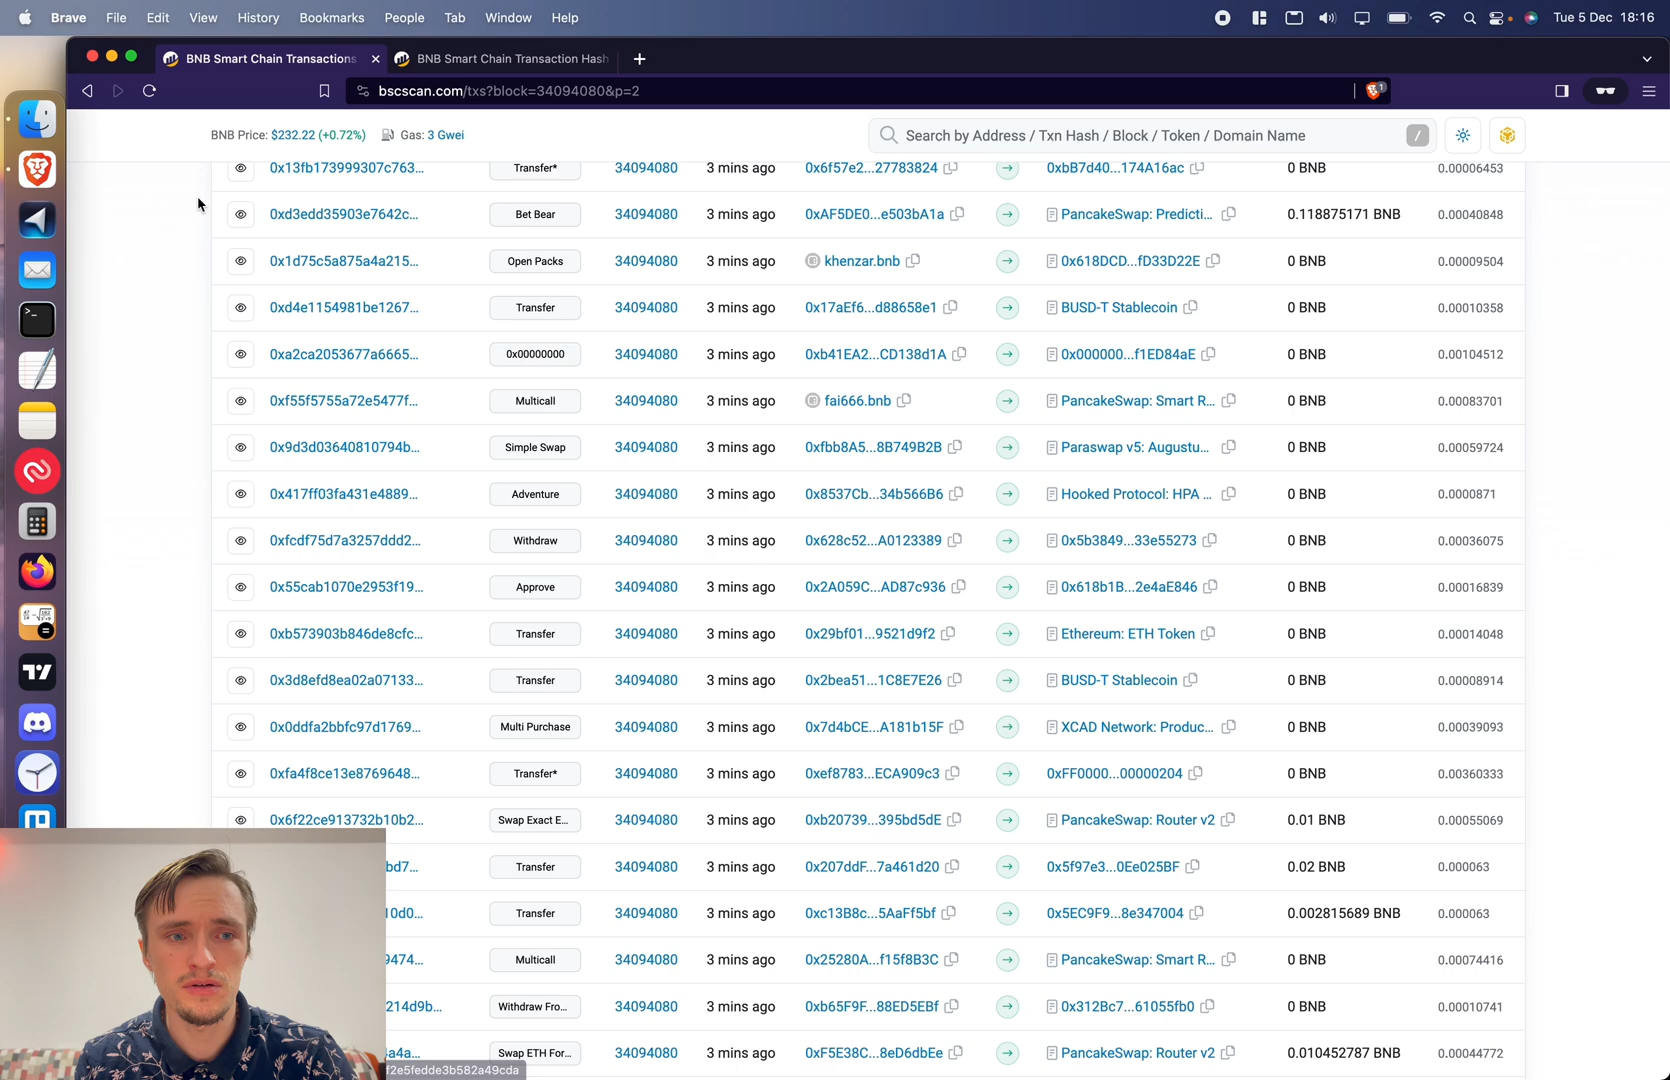 Brave File Edit View History Bookmarks People Tab Window Help Tue 5 Dec 18:16
BNB Smart Chain Transactions BNB Smart Chain Transaction Hash
bscscan.com/txs?block=34094080&p=2 1
BNB Price: $232.22 (+0.72%) Gas: 3 Gwei Search by Address / Txn Hash / Block / Token / Domain Name /
0x13fb173999307c763... Transfer* 34094080 3 mins ago 0x6f57e2...27783824 0xbB7d40...174A16ac 0 BNB 0.00006453
0xd3edd35903e7642c... Bet Bear 34094080 3 mins ago 0xAF5DE0...e503bA1a PancakeSwap: Predicti... 0.118875171 BNB 0.00040848
0x1d75c5a875a4a215... Open Packs 34094080 3 mins ago khenzar.bnb 0x618DCD...fD33D22E 0 BNB 0.00009504
0xd4e1154981be1267... Transfer 34094080 3 mins ago 0x17aEf6...d88658e1 BUSD-T Stablecoin 0 BNB 0.00010358
0xa2ca2053677a6665... 0x00000000 34094080 3 mins ago 0xb41EA2...CD138d1A 0x000000...f1ED84aE 0 BNB 0.00104512
0xf55f5755a72e5477f... Multicall 34094080 3 mins ago fai666.bnb PancakeSwap: Smart R... 0 BNB 0.00083701
0x9d3d03640810794b... Simple Swap 34094080 3 mins ago 0xfbb8A5...8B749B2B Paraswap v5: Augustu... 0 BNB 0.00059724
0x417ff03fa431e4889... Adventure 34094080 3 mins ago 0x8537Cb...34b566B6 Hooked Protocol: HPA ... 0 BNB 0.0000871
0xfcdf75d7a3257ddd2... Withdraw 34094080 3 mins ago 0x628c52...A0123389 0x5b3849...33e55273 0 BNB 0.00036075
0x55cab1070e2953f19... Approve 34094080 3 mins ago 0x2A059C...AD87c936 0x618b1B...2e4aE846 0 BNB 0.00016839
0xb573903b846de8cfc... Transfer 34094080 3 mins ago 0x29bf01...9521d9f2 Ethereum: ETH Token 0 BNB 0.00014048
0x3d8efd8ea02a07133... Transfer 34094080 3 mins ago 0x2bea51...1C8E7E26 BUSD-T Stablecoin 0 BNB 0.00008914
0x0ddfa2bbfc97d1769... Multi Purchase 34094080 3 mins ago 0x7d4bCE...A181b15F XCAD Network: Produc... 0 BNB 0.00039093
0xfa4f8ce13e8769648... Transfer* 34094080 3 mins ago 0xef8783...ECA909c3 0xFF0000...00000204 0 BNB 0.00360333
0x6f22ce913732b10b2... Swap Exact E... 34094080 3 mins ago 0xb20739...395bd5dE PancakeSwap: Router v2 0.01 BNB 0.00055069
bd7... Transfer 34094080 3 mins ago 0x207ddF...7a461d20 0x5f97e3...0Ee025BF 0.02 BNB 0.000063
10d0... Transfer 34094080 3 mins ago 0xc13B8c...5AaFf5bf 0x5EC9F9...8e347004 0.002815689 BNB 0.000063
9474... Multicall 34094080 3 mins ago 0x25280A...f15f8B3C PancakeSwap: Smart R... 0 BNB 0.00074416
214d9b... Withdraw Fro... 34094080 3 mins ago 0xb65F9F...88ED5EBf 0x312Bc7...61055fb0 0 BNB 0.00010741
a4a... Swap ETH For... 34094080 3 mins ago 0xF5E38C...8eD6dbEe PancakeSwap: Router v2 0.010452787 BNB 0.00044772
f2e5fedde3b582a49cda